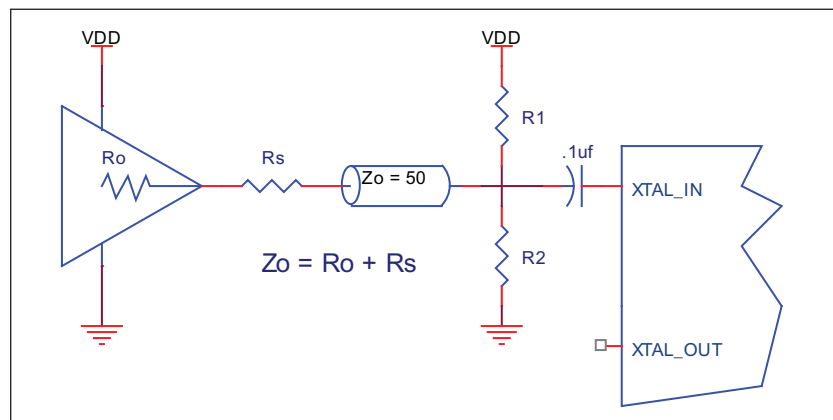 VDD
VDD
R1
Ro
Rs
Zo = 50
.1uf
XTAL_IN
R2
Zo = Ro + Rs
XTAL_OUT